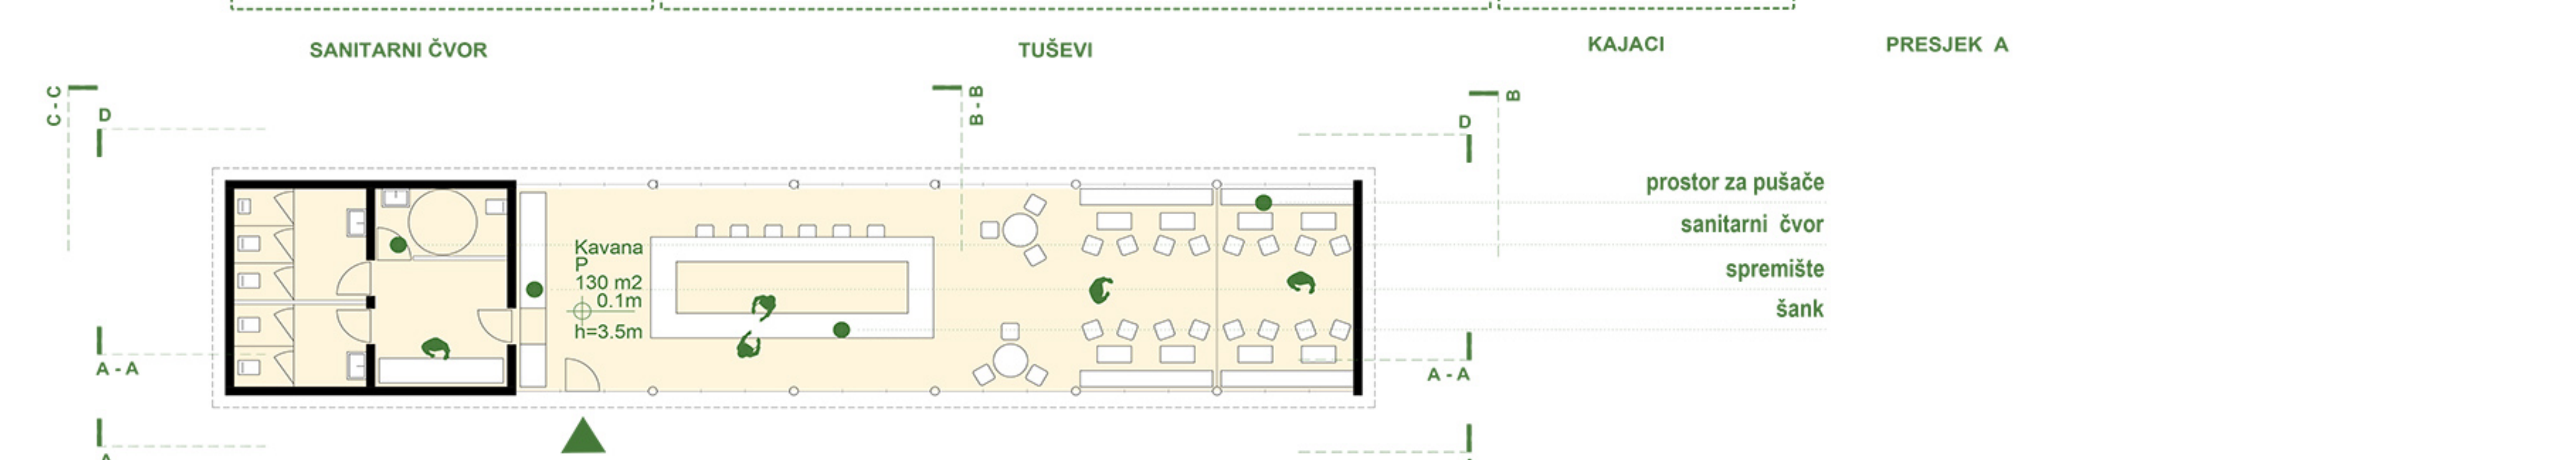 SANITARNI ČVOR
TUŠEVI
KAJACI
PRESJEK A
C - C
D
B - B
D
B
prostor za pušače
sanitarni čvor
spremište
šank
Kavana
P
130 m2
0.1m
h=3.5m
A - A
A - A